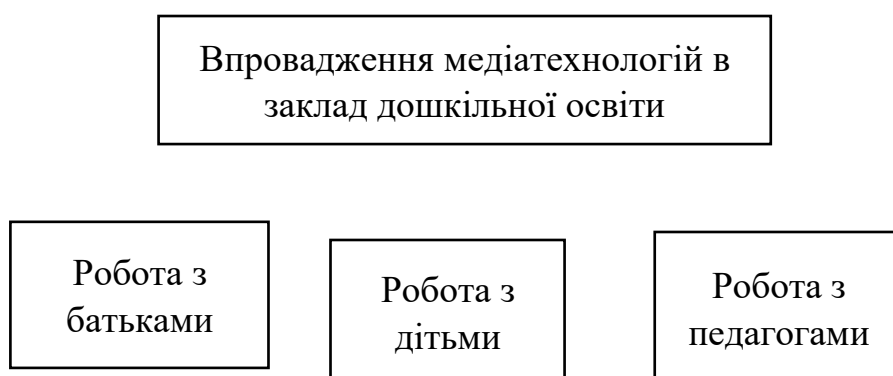 Впровадження медіатехнологій в
заклад дошкільної освіти
Робота з
батьками
Робота з
дітьми
Робота з
педагогами